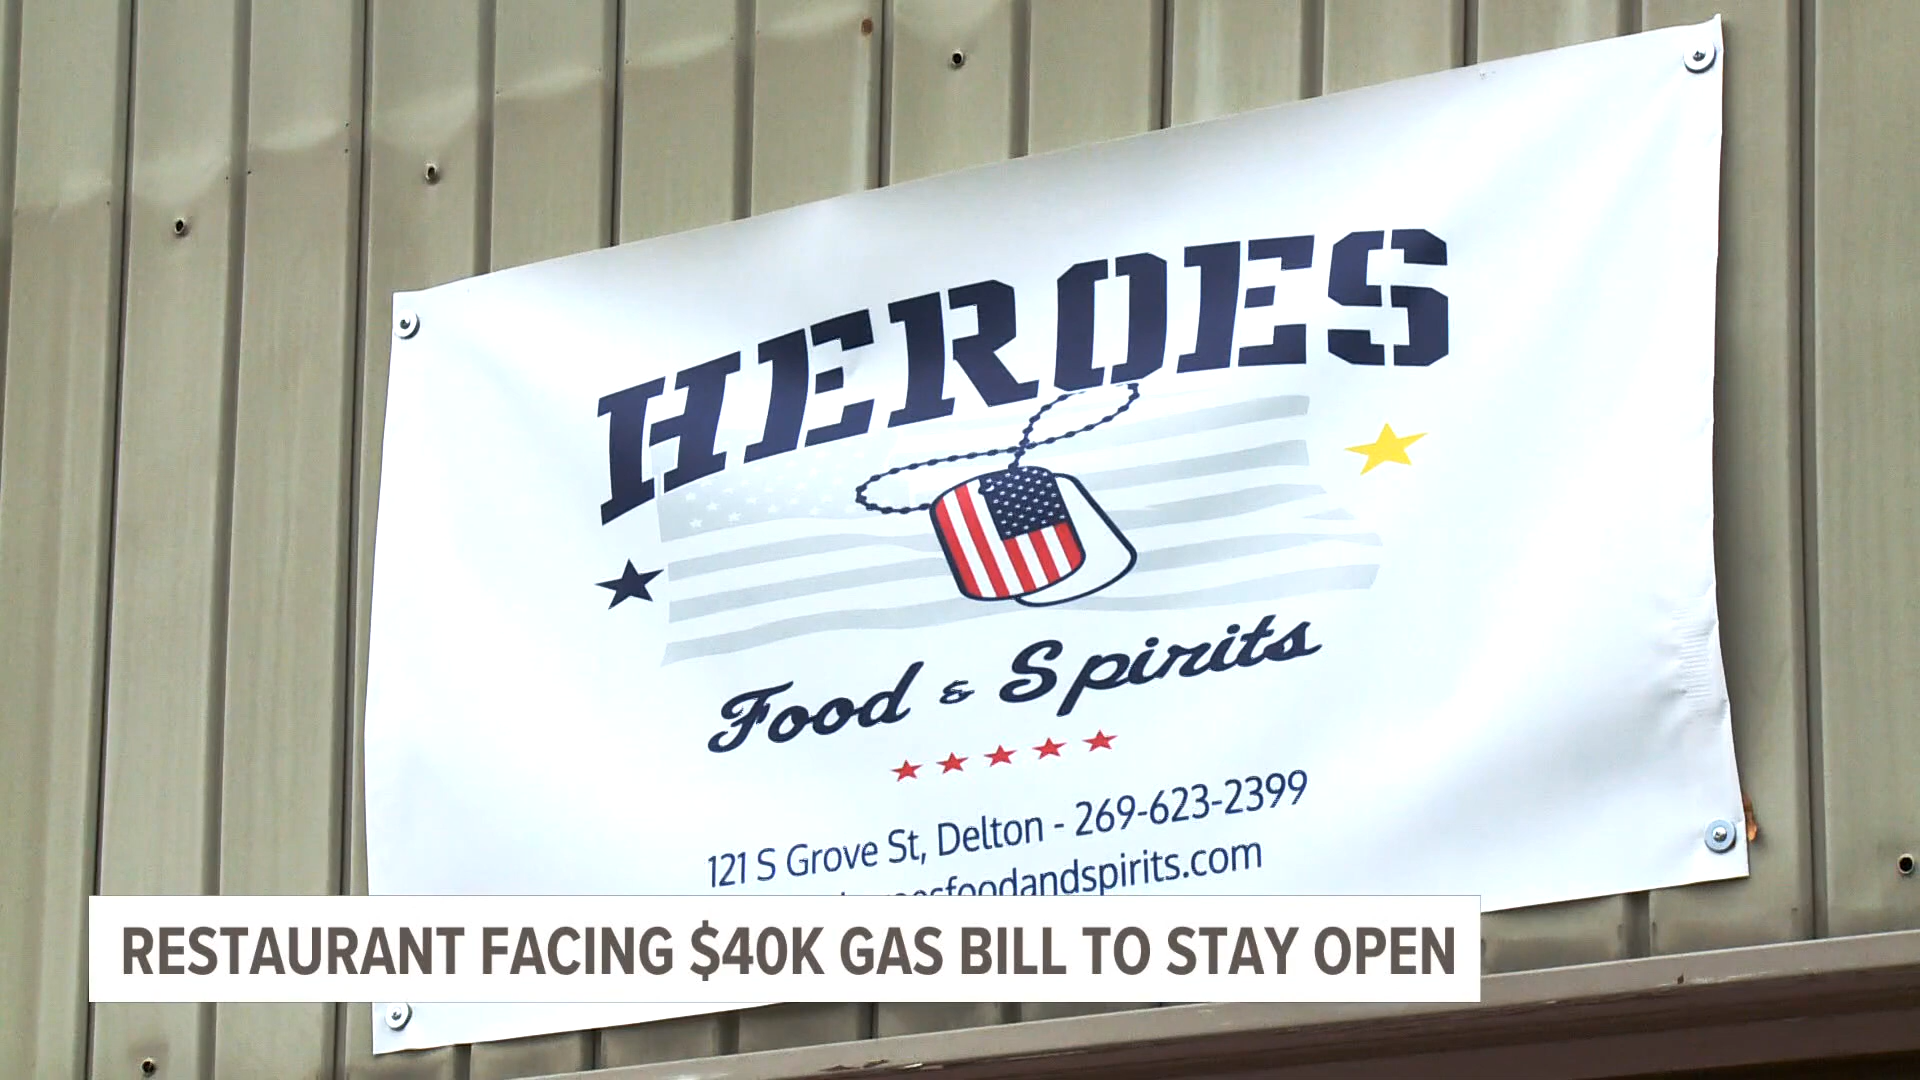 HEROES
Food & Spirits
121 S Grove St, Delton - 269-623-2399
RESTAURANT FACING $40K GAS BILL TO STAY OPEN